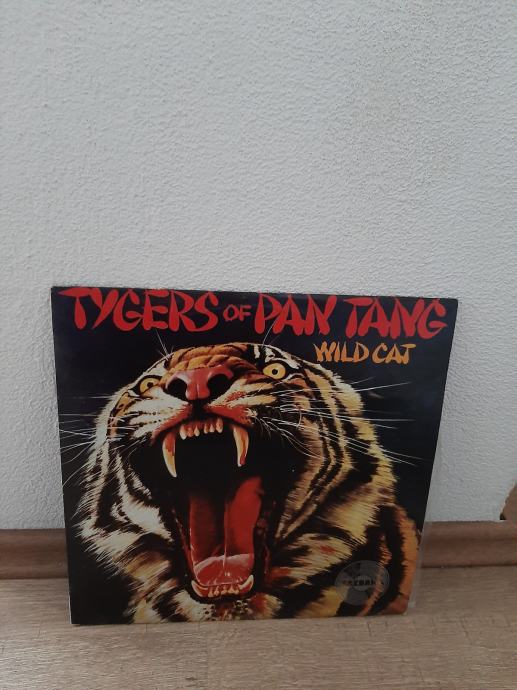 TYGERS OF PAN TANG
WILD CAT